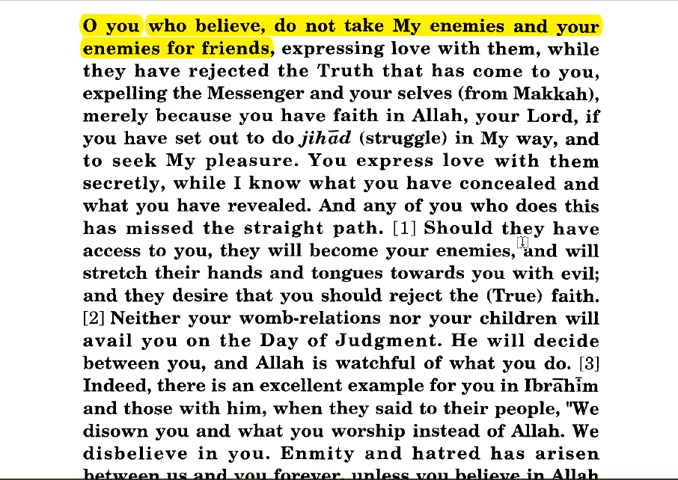 O you who believe, do not take My enemies and your
enemies for friends, expressing love with them, while
they have rejected the Truth that has come to you,
expelling the Messenger and your selves (from Makkah),
merely because you have faith in Allah, your Lord, if
you have set out to do jihād (struggle) in My way, and
to seek My pleasure. You express love with them
secretly, while I know what you have concealed and
what you have revealed. And any of you who does this
has missed the straight path. [1] Should they have
access to you, they will become your enemies, and will
stretch their hands and tongues towards you with evil;
and they desire that you should reject the (True) faith.
[2] Neither your womb-relations nor your children will
avail you on the Day of Judgment. He will decide
between you, and Allah is watchful of what you do. [3]
Indeed, there is an excellent example for you in Ibrāhīm
and those with him, when they said to their people, "We
disown you and what you worship instead of Allah. We
disbelieve in you. Enmity and hatred has arisen
between us and you forever, unless you believe in Allah